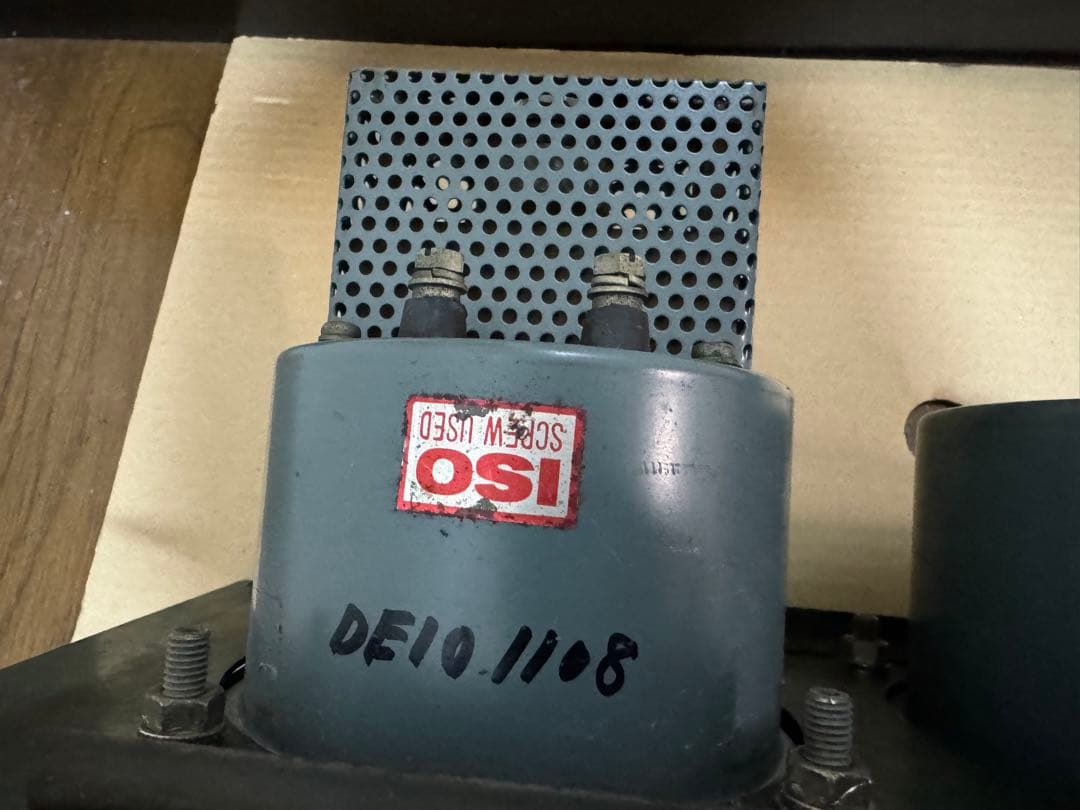 ISO
SCREW USED
DE10 1108